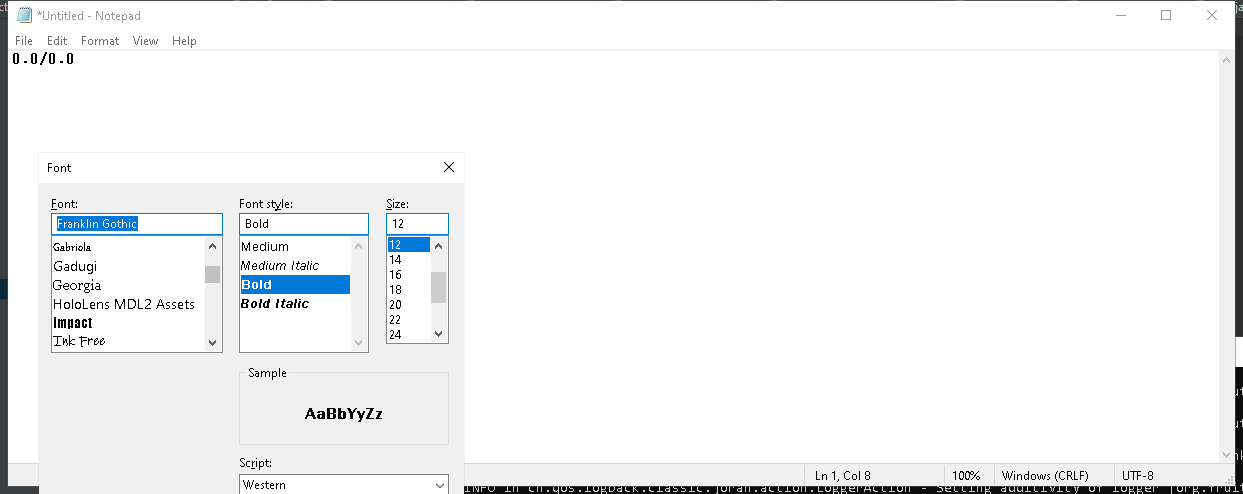 *Untitled - Notepad
File Edit Format View Help
0.0/0.0
Font
Font: Font style: Size:
Franklin Gothic Bold 12
Gabriola Medium 12
Gadugi Medium Italic 14
Georgia Bold 16
HoloLens MDL2 Assets Bold Italic 18
Impact 20
Ink Free 22
24
Sample
AaBbYyZz
Script:
Western
Ln 1, Col 8 100% Windows (CRLF) UTF-8
INFO in ch.qos.logback.classic.joran.action.LoggerAction - Setting additivity of logger